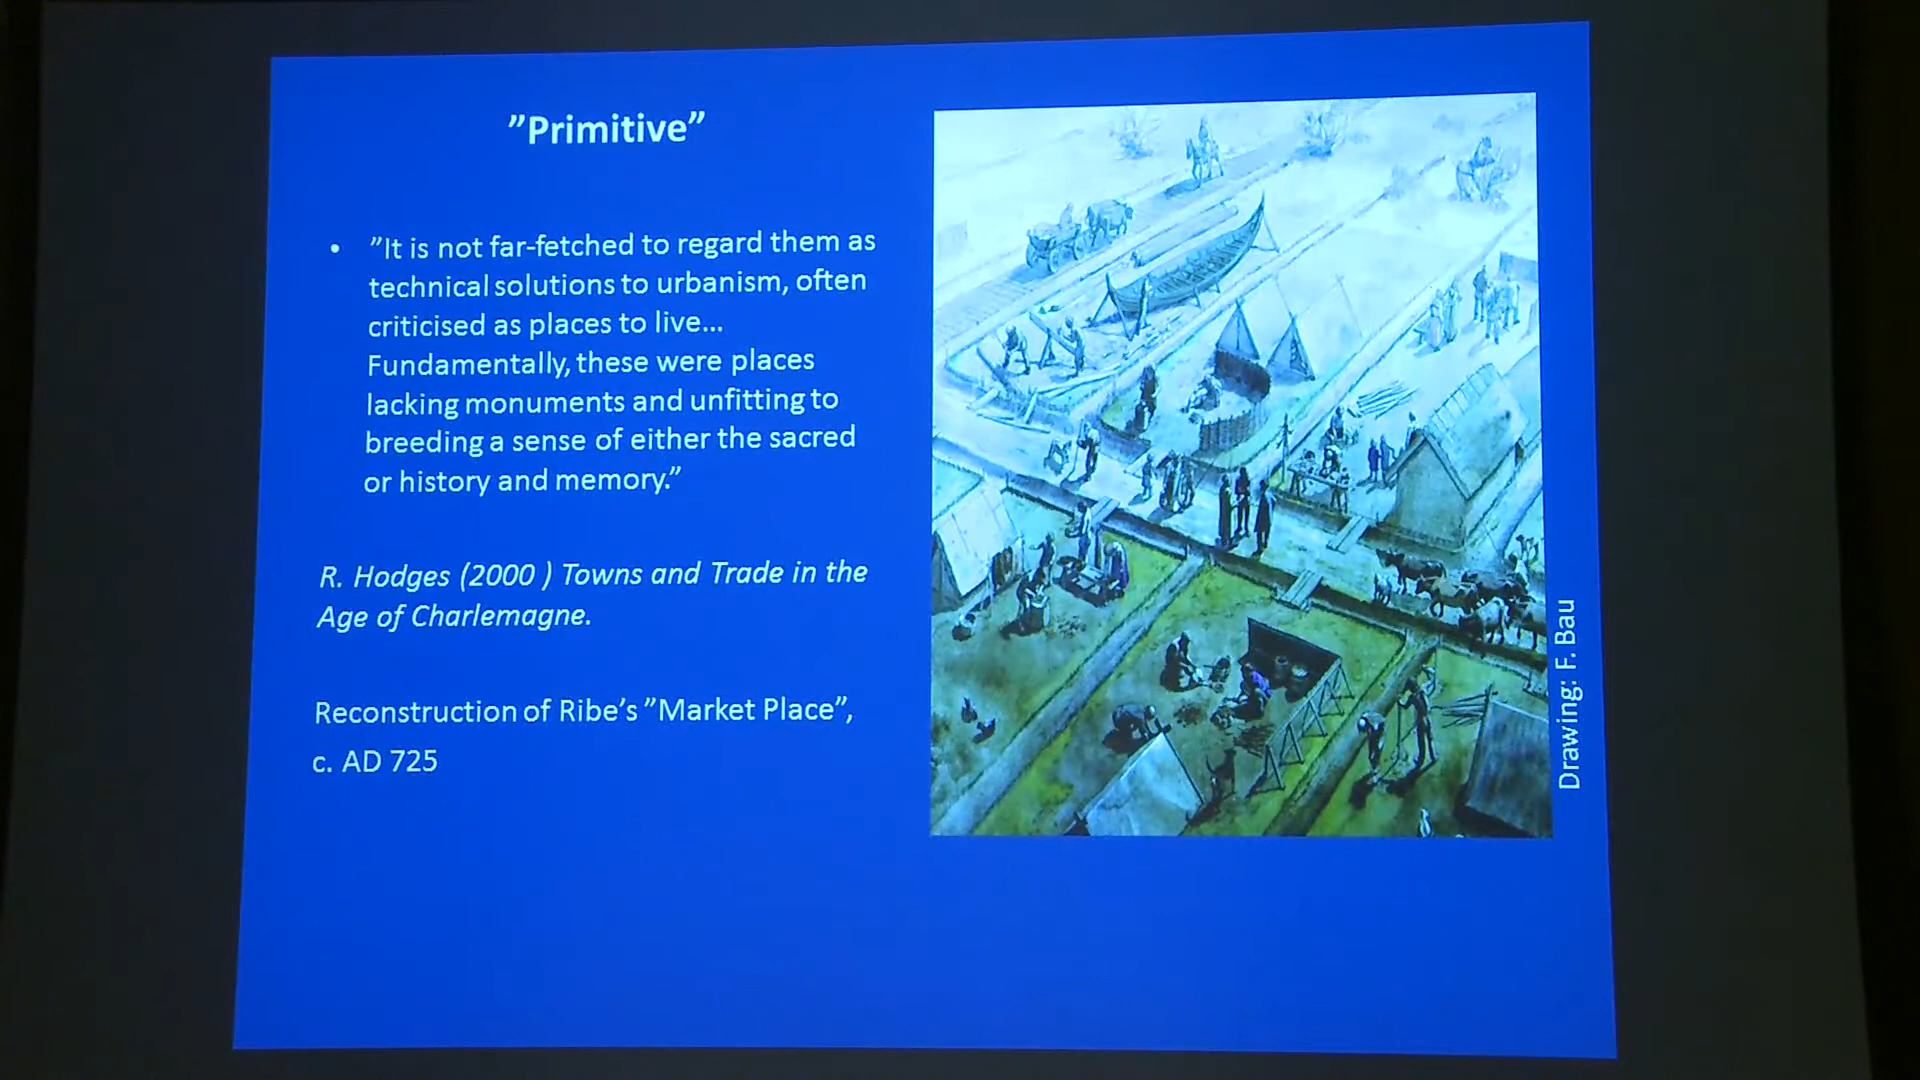 ”Primitive”
• ”It is not far-fetched to regard them as
technical solutions to urbanism, often
criticised as places to live...
Fundamentally, these were places
lacking monuments and unfitting to
breeding a sense of either the sacred
or history and memory.”
R. Hodges (2000 ) Towns and Trade in the
Age of Charlemagne.
Reconstruction of Ribe’s ”Market Place”,
c. AD 725
Drawing: F. Bau